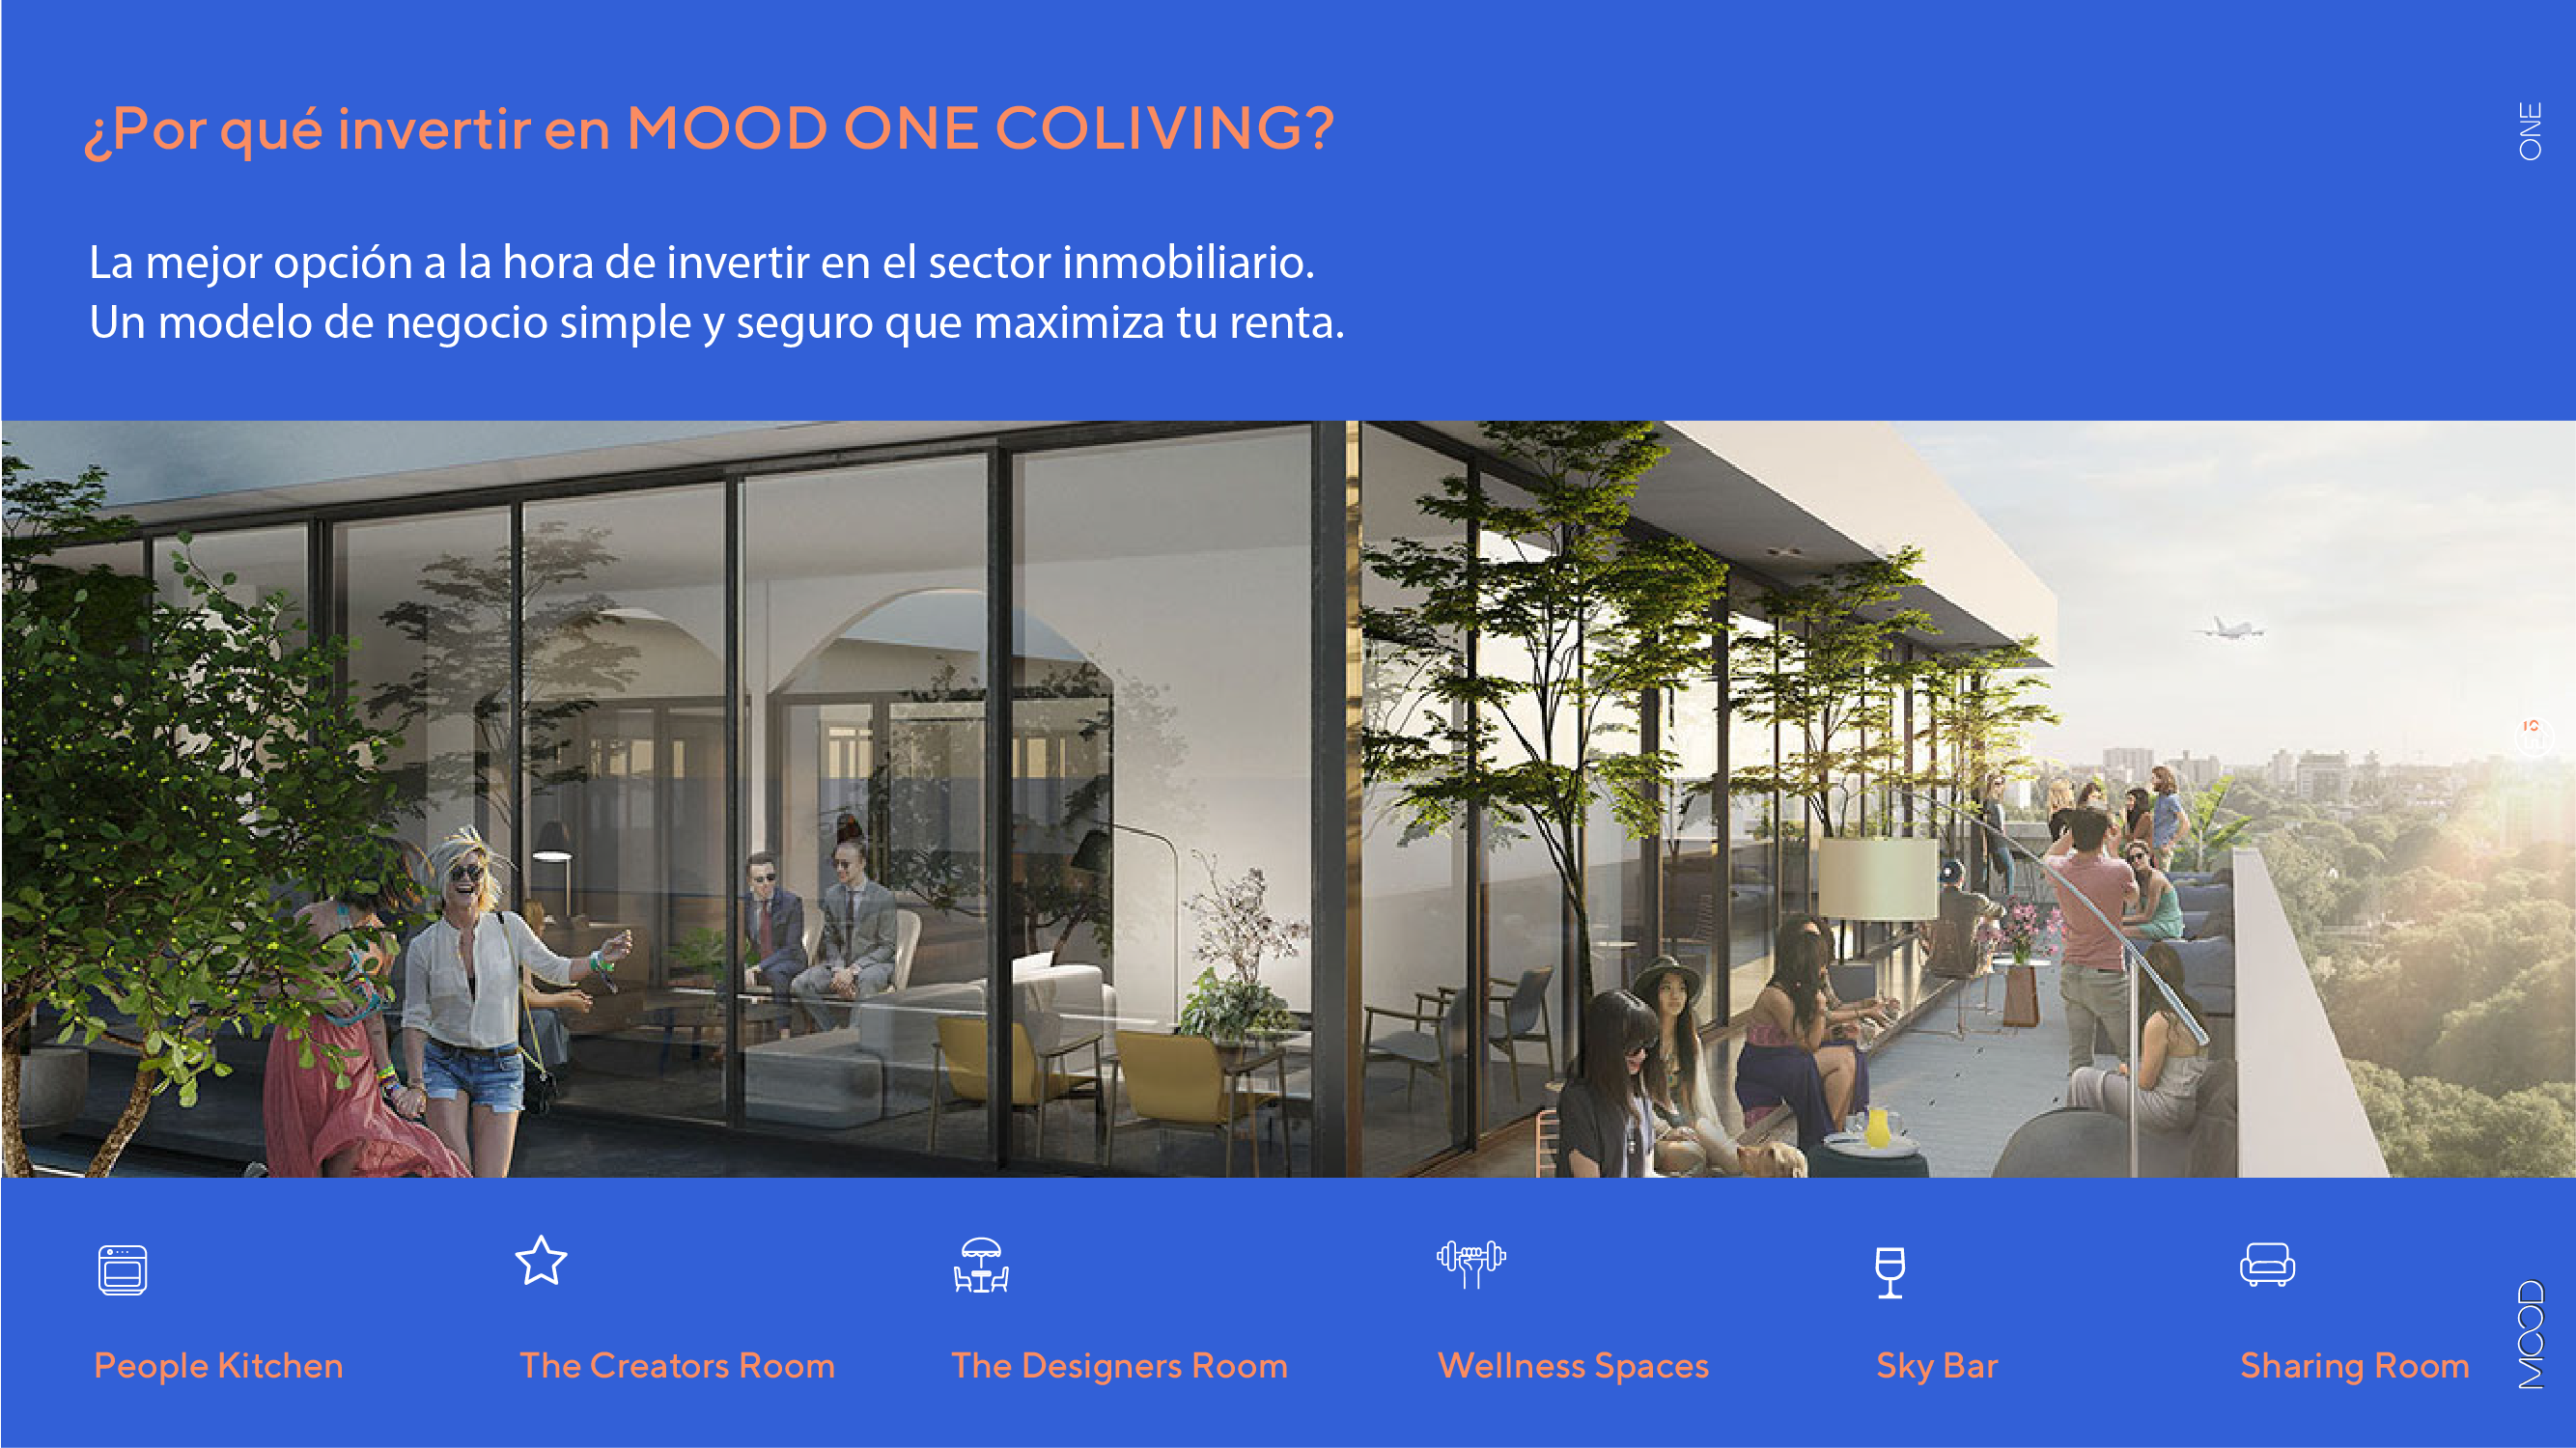 ¿Por qué invertir en MOOD ONE COLIVING?
ONE
La mejor opción a la hora de invertir en el sector inmobiliario.
Un modelo de negocio simple y seguro que maximiza tu renta.
People Kitchen
The Creators Room
The Designers Room
Wellness Spaces
Sky Bar
Sharing Room
MOOD